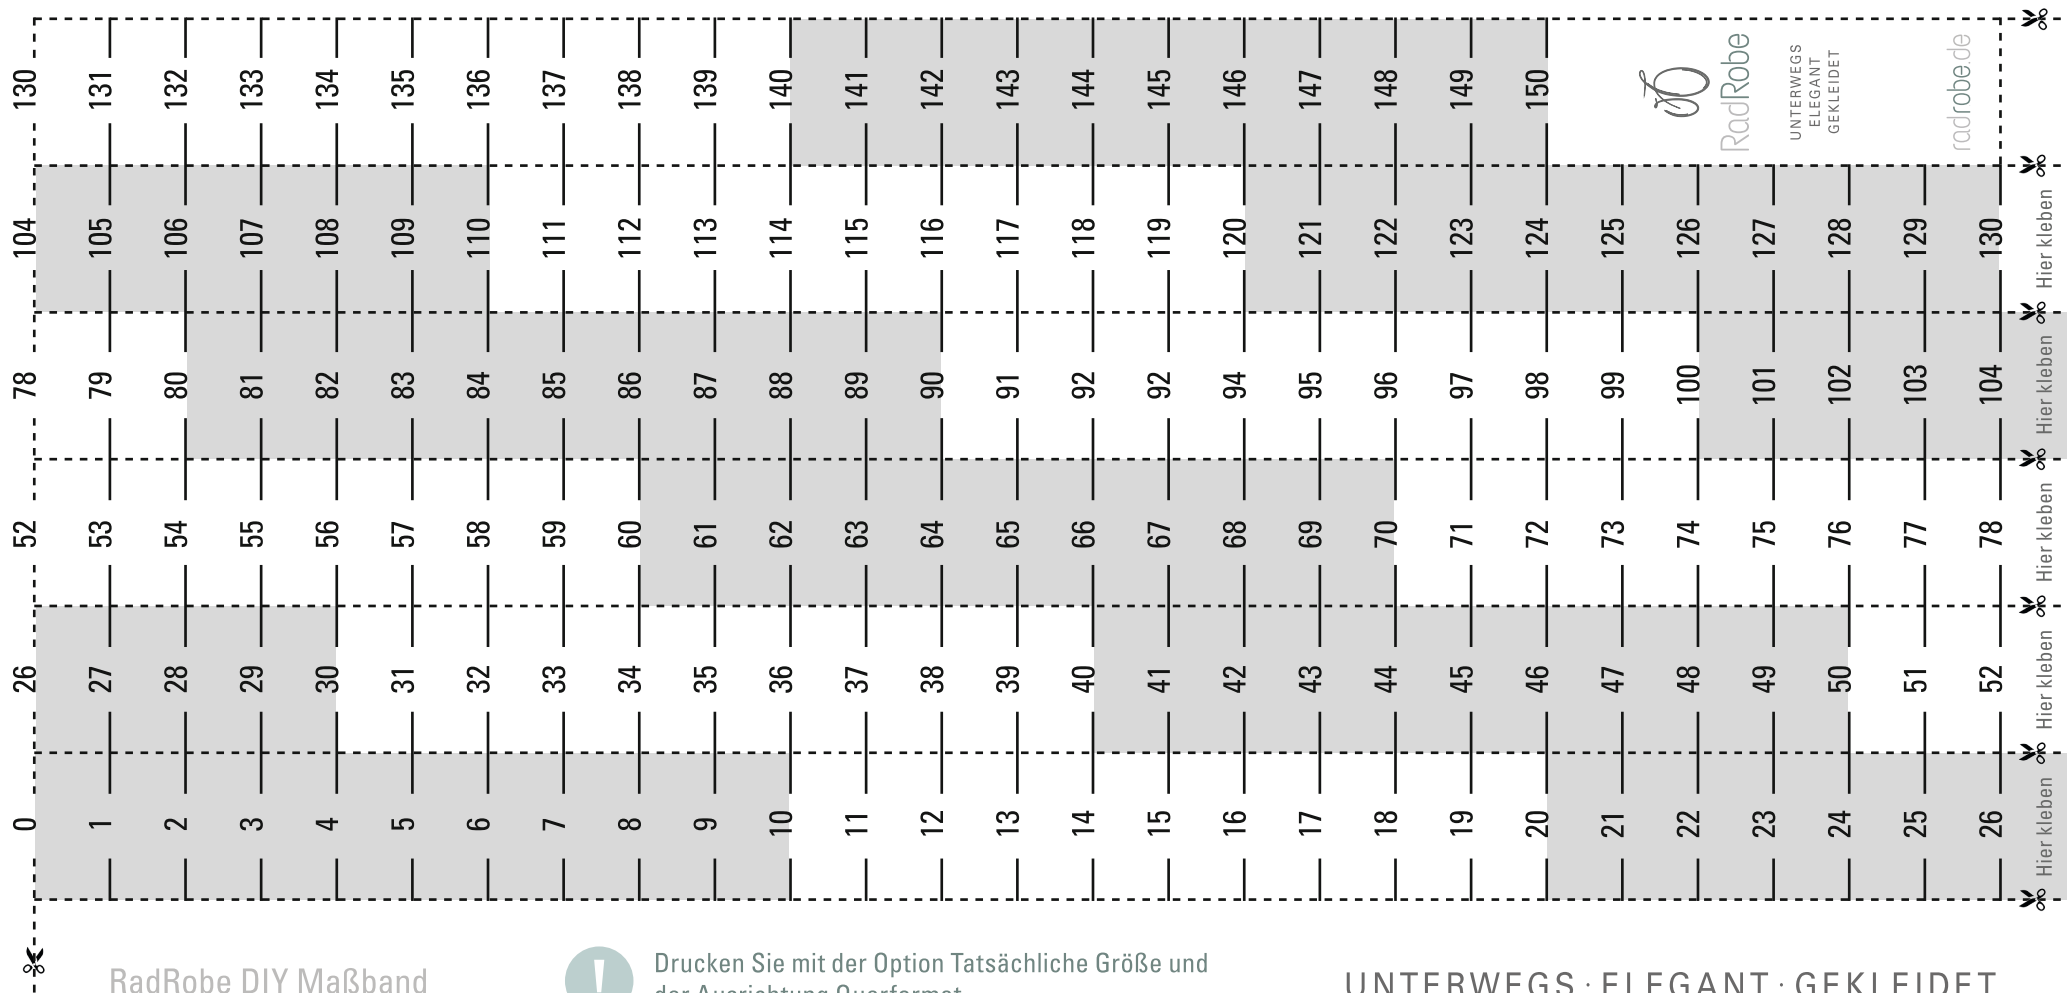 130 131 132 133 134 135 136 137 138 139 140 141 142 143 144 145 146 147 148 149 150
RadRobe
UNTERWEGS
ELEGANT
GEKLEIDET
radrobe.de
104 105 106 107 108 109 110 111 112 113 114 115 116 117 118 119 120 121 122 123 124 125 126 127 128 129 130 Hier kleben
78 79 80 81 82 83 84 85 86 87 88 89 90 91 92 92 94 95 96 97 98 99 100 101 102 103 104 Hier kleben
52 53 54 55 56 57 58 59 60 61 62 63 64 65 66 67 68 69 70 71 72 73 74 75 76 77 78 Hier kleben
26 27 28 29 30 31 32 33 34 35 36 37 38 39 40 41 42 43 44 45 46 47 48 49 50 51 52 Hier kleben
0 1 2 3 4 5 6 7 8 9 10 11 12 13 14 15 16 17 18 19 20 21 22 23 24 25 26 Hier kleben
RadRobe DIY Maßband
!
Drucken Sie mit der Option Tatsächliche Größe und
der Ausrichtung Querformat
UNTERWEGS · ELEGANT · GEKLEIDET